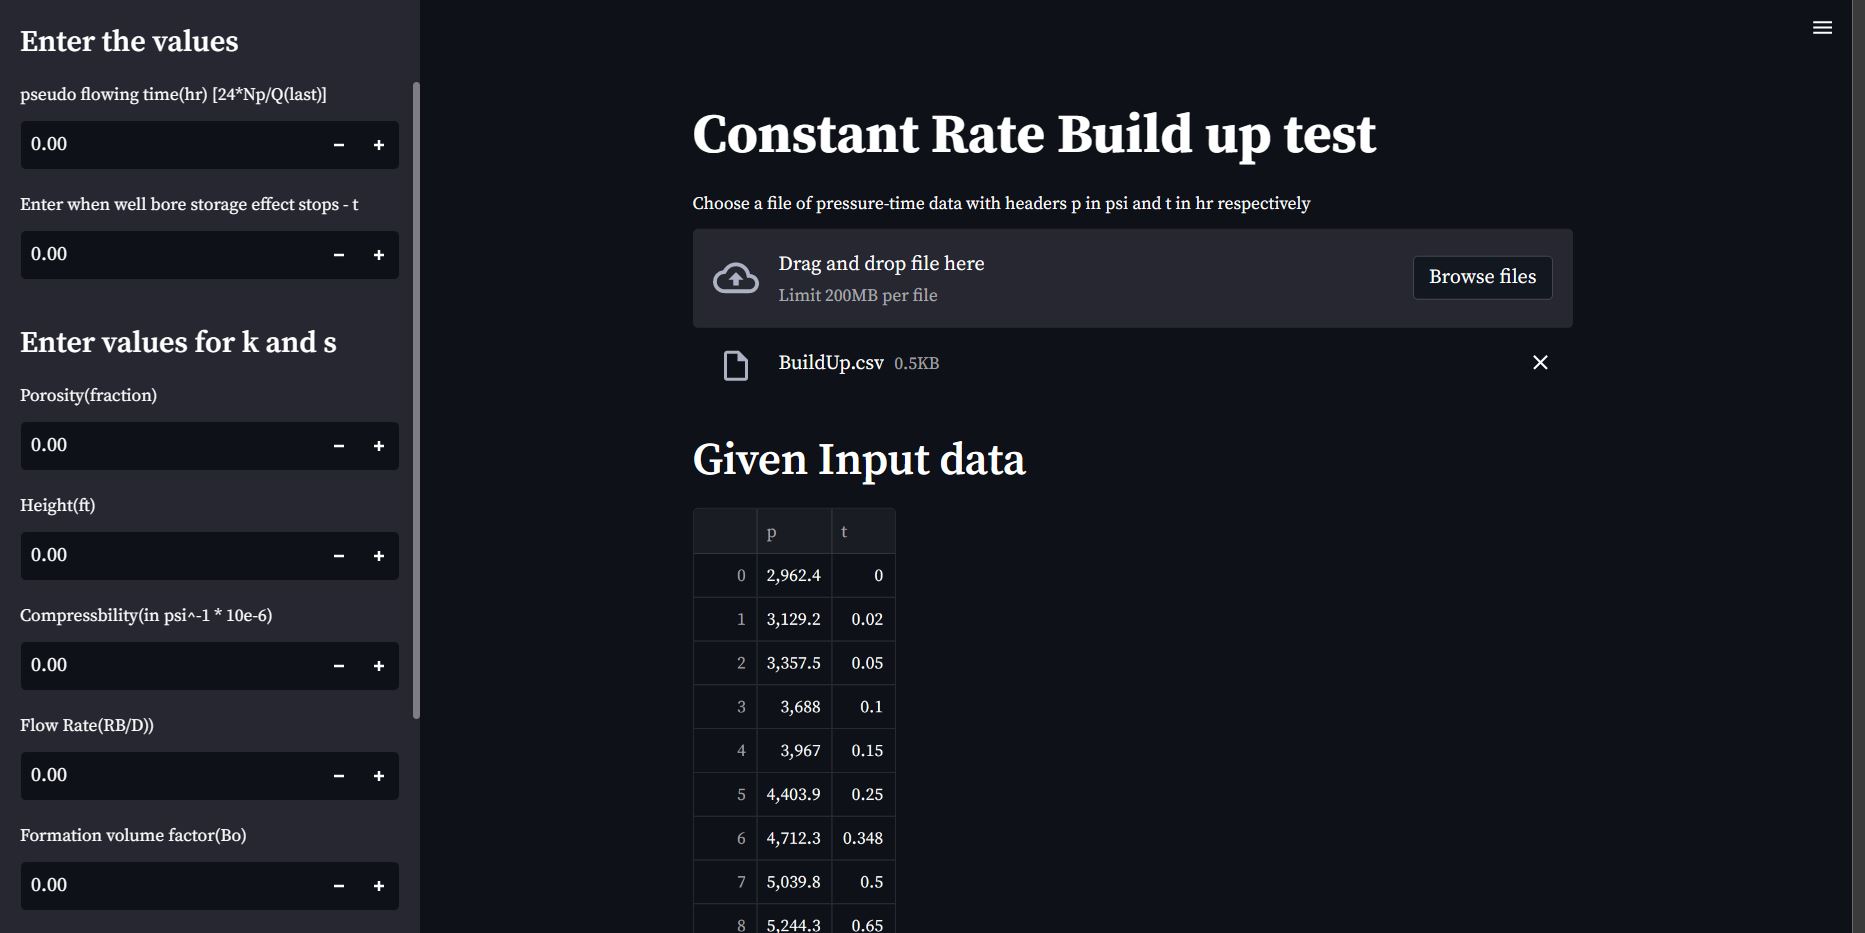 Enter the values
pseudo flowing time(hr) [24*Np/Q(last)]
0.00
Enter when well bore storage effect stops - t
0.00
Enter values for k and s
Porosity(fraction)
0.00
Height(ft)
0.00
Compressbility(in psi^-1 * 10e-6)
0.00
Flow Rate(RB/D))
0.00
Formation volume factor(Bo)
0.00
Constant Rate Build up test
Choose a file of pressure-time data with headers p in psi and t in hr respectively
Drag and drop file here
Limit 200MB per file
Browse files
BuildUp.csv 0.5KB
Given Input data
p t
0 2,962.4 0
1 3,129.2 0.02
2 3,357.5 0.05
3 3,688 0.1
4 3,967 0.15
5 4,403.9 0.25
6 4,712.3 0.348
7 5,039.8 0.5
8 5,244.3 0.65